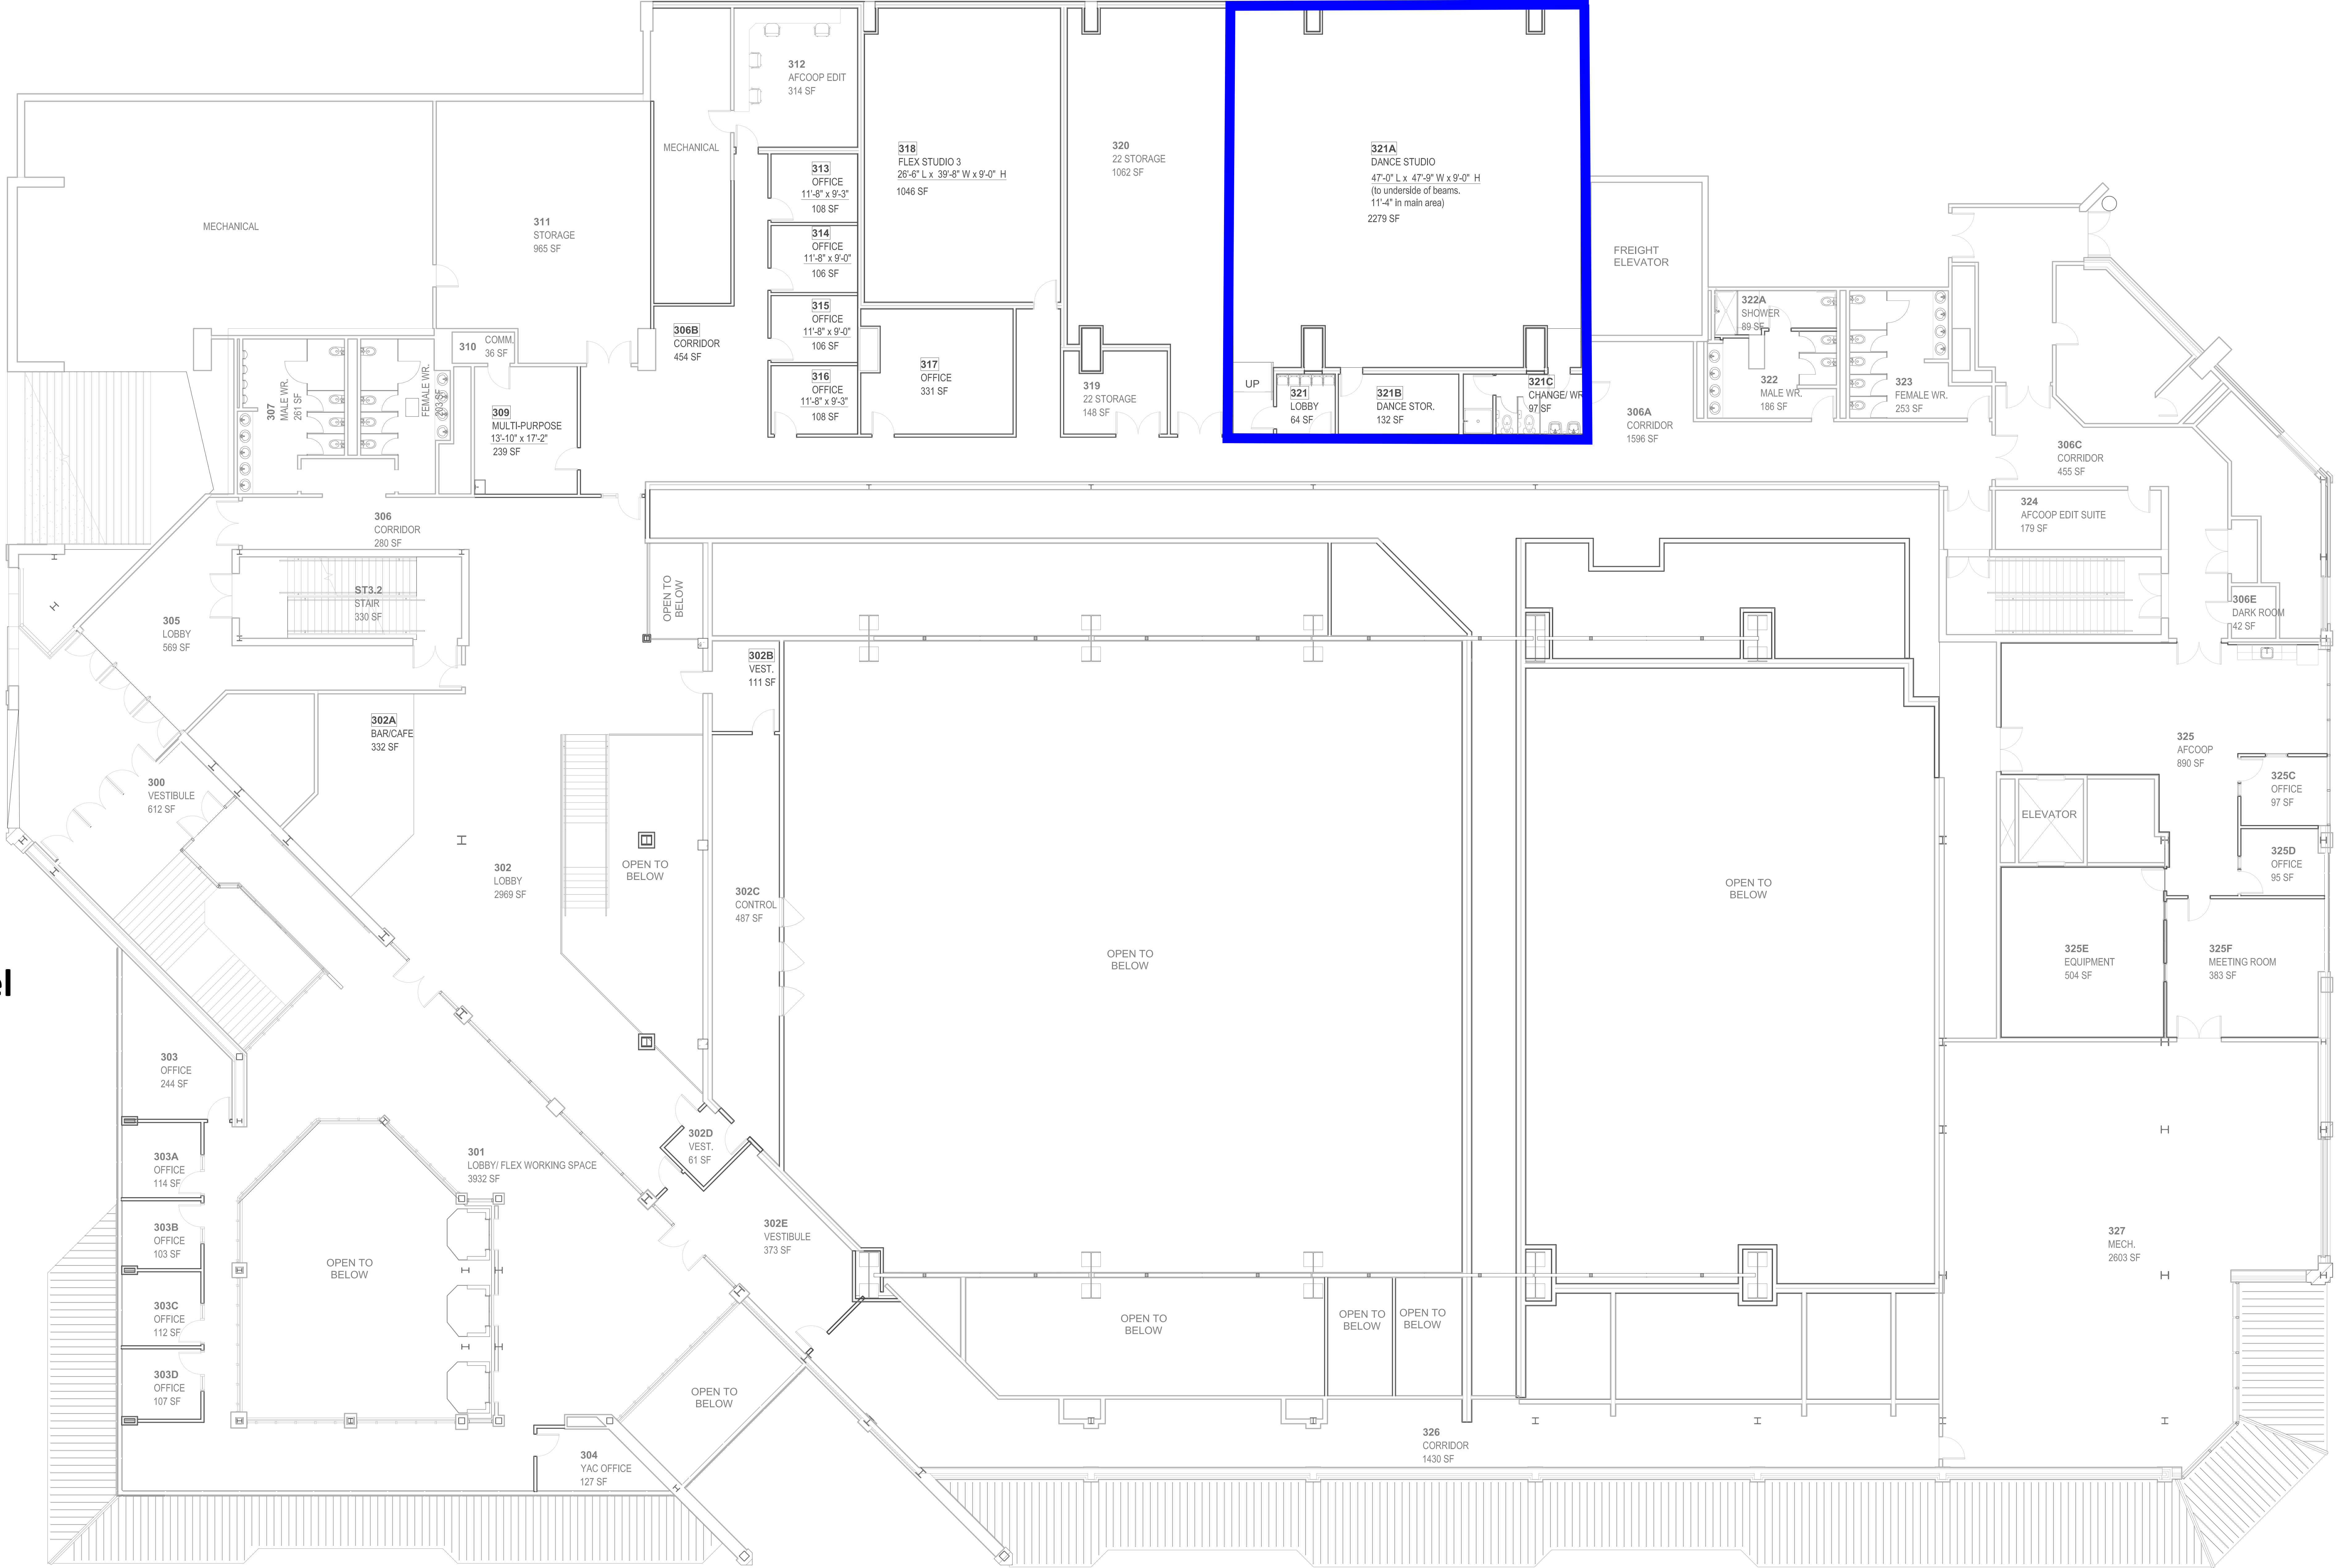 312
AFCOOP EDIT
314 SF
MECHANICAL
318
FLEX STUDIO 3
26'-6" L x 39'-8" W x 9'-0" H
1046 SF
320
22 STORAGE
1062 SF
321A
DANCE STUDIO
47'-0" L x 47'-9" W x 9'-0" H
(to underside of beams.
11'-4" in main area)
2279 SF
313
OFFICE
11'-8" x 9'-3"
108 SF
MECHANICAL
311
STORAGE
965 SF
314
OFFICE
11'-8" x 9'-0"
106 SF
FREIGHT
ELEVATOR
315
OFFICE
11'-8" x 9'-0"
106 SF
306B
CORRIDOR
454 SF
322A
SHOWER
89 SF
310
COMM.
36 SF
317
OFFICE
331 SF
316
OFFICE
11'-8" x 9'-3"
108 SF
319
22 STORAGE
148 SF
UP
321
LOBBY
64 SF
321B
DANCE STOR.
132 SF
321C
CHANGE/ WR
97 SF
306A
CORRIDOR
1596 SF
322
MALE WR.
186 SF
323
FEMALE WR.
253 SF
307
MALE WR.
261 SF
FEMALE WR.
203 SF
309
MULTI-PURPOSE
13'-10" x 17'-2"
239 SF
306C
CORRIDOR
455 SF
306
CORRIDOR
280 SF
324
AFCOOP EDIT SUITE
179 SF
ST3.2
STAIR
330 SF
OPEN TO
BELOW
305
LOBBY
569 SF
306E
DARK ROOM
42 SF
302B
VEST.
111 SF
302A
BAR/CAFE
332 SF
325
AFCOOP
890 SF
300
VESTIBULE
612 SF
325C
OFFICE
97 SF
ELEVATOR
302
LOBBY
2969 SF
OPEN TO
BELOW
302C
CONTROL
487 SF
OPEN TO
BELOW
325D
OFFICE
95 SF
OPEN TO
BELOW
325E
EQUIPMENT
504 SF
325F
MEETING ROOM
383 SF
el
303
OFFICE
244 SF
302D
VEST.
61 SF
303A
OFFICE
114 SF
301
LOBBY/ FLEX WORKING SPACE
3932 SF
303B
OFFICE
103 SF
302E
VESTIBULE
373 SF
327
MECH.
2603 SF
OPEN TO
BELOW
303C
OFFICE
112 SF
OPEN TO
BELOW
OPEN TO
BELOW
OPEN TO
BELOW
303D
OFFICE
107 SF
OPEN TO
BELOW
326
CORRIDOR
1430 SF
304
YAC OFFICE
127 SF